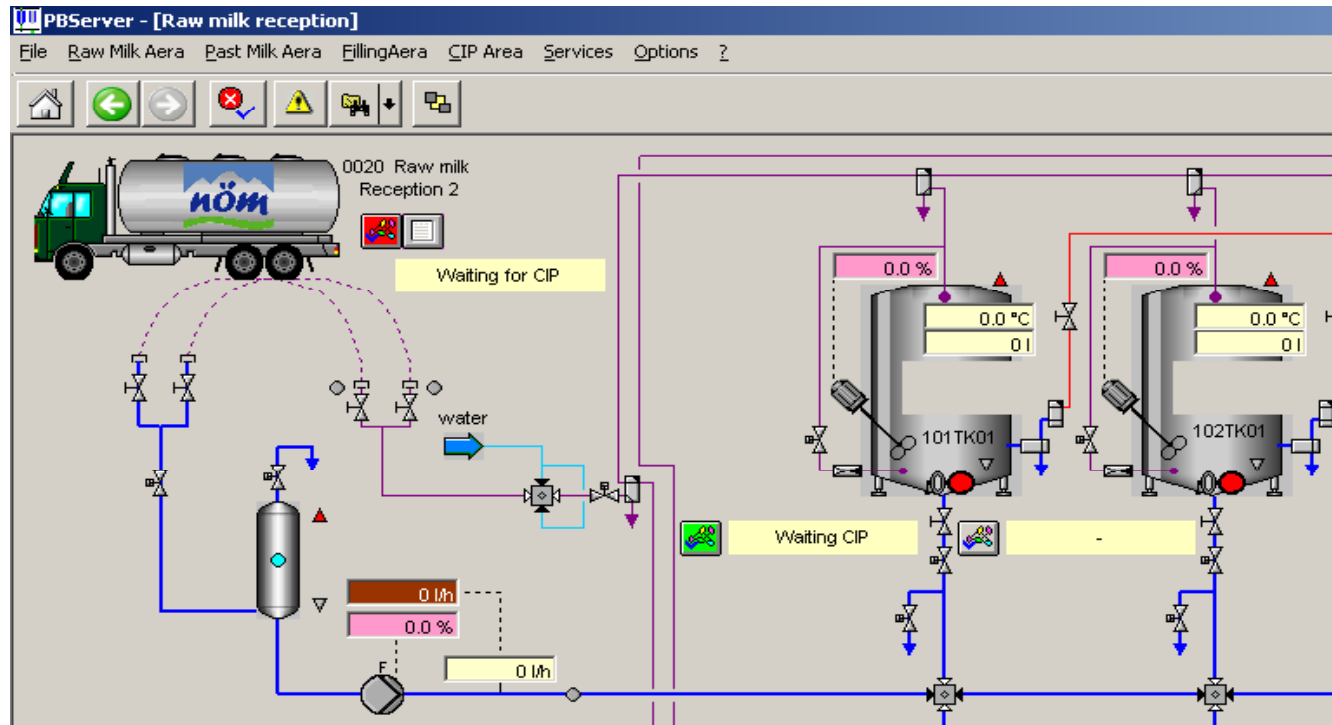 PBServer - [Raw milk reception]
File Raw Milk Aera Past Milk Aera FillingAera CIP Area Services Options ?
0020 Raw milk
Reception 2
nöm
Waiting for CIP
0.0 %
0.0 %
0.0 °C
0.0 °C
0 l
0 l
water
101TK01
102TK01
Waiting CIP
-
0 l/h
0.0 %
F
0 l/h